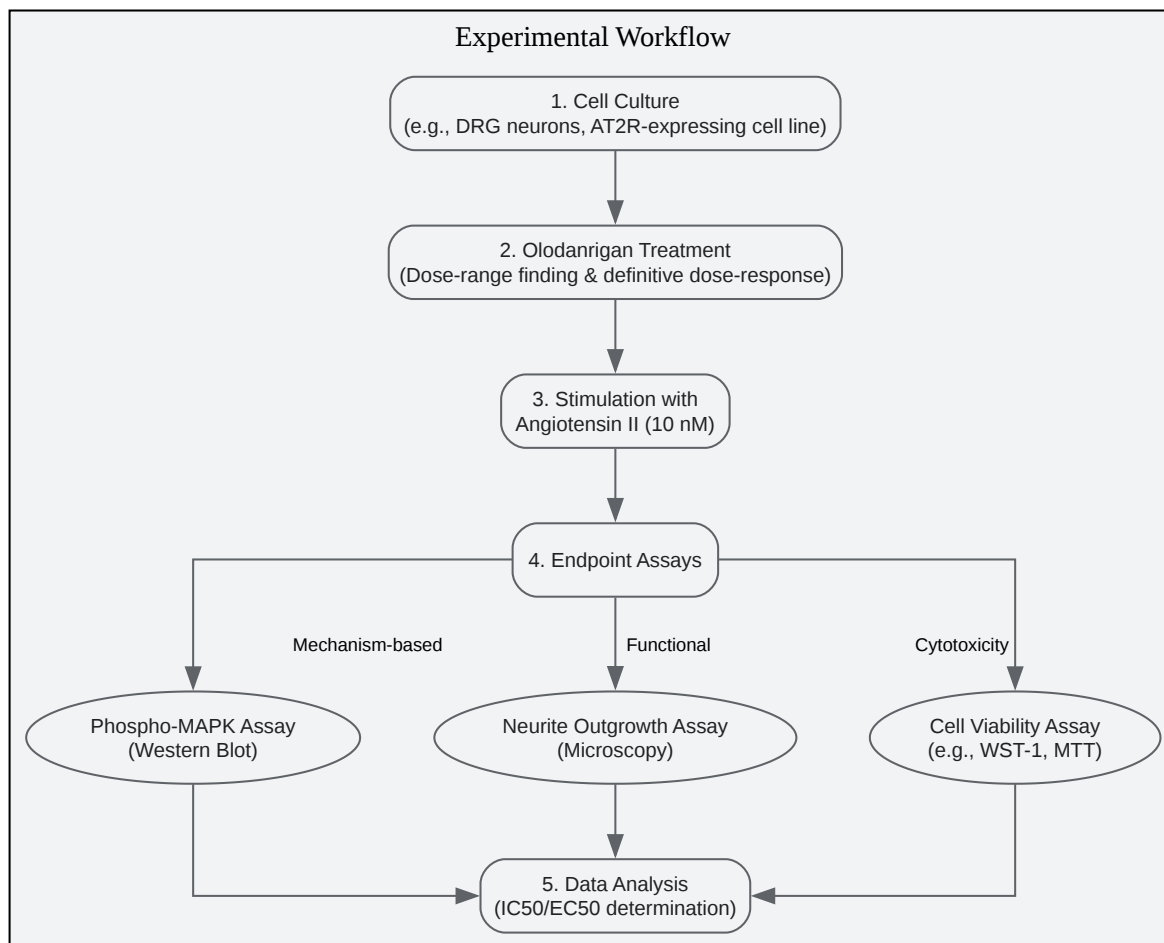 Experimental Workflow
1. Cell Culture
(e.g., DRG neurons, AT2R-expressing cell line)
2. Olodanrigan Treatment
(Dose-range finding & definitive dose-response)
3. Stimulation with
Angiotensin II (10 nM)
4. Endpoint Assays
Mechanism-based
Functional
Cytotoxicity
Phospho-MAPK Assay
(Western Blot)
Neurite Outgrowth Assay
(Microscopy)
Cell Viability Assay
(e.g., WST-1, MTT)
5. Data Analysis
(IC50/EC50 determination)